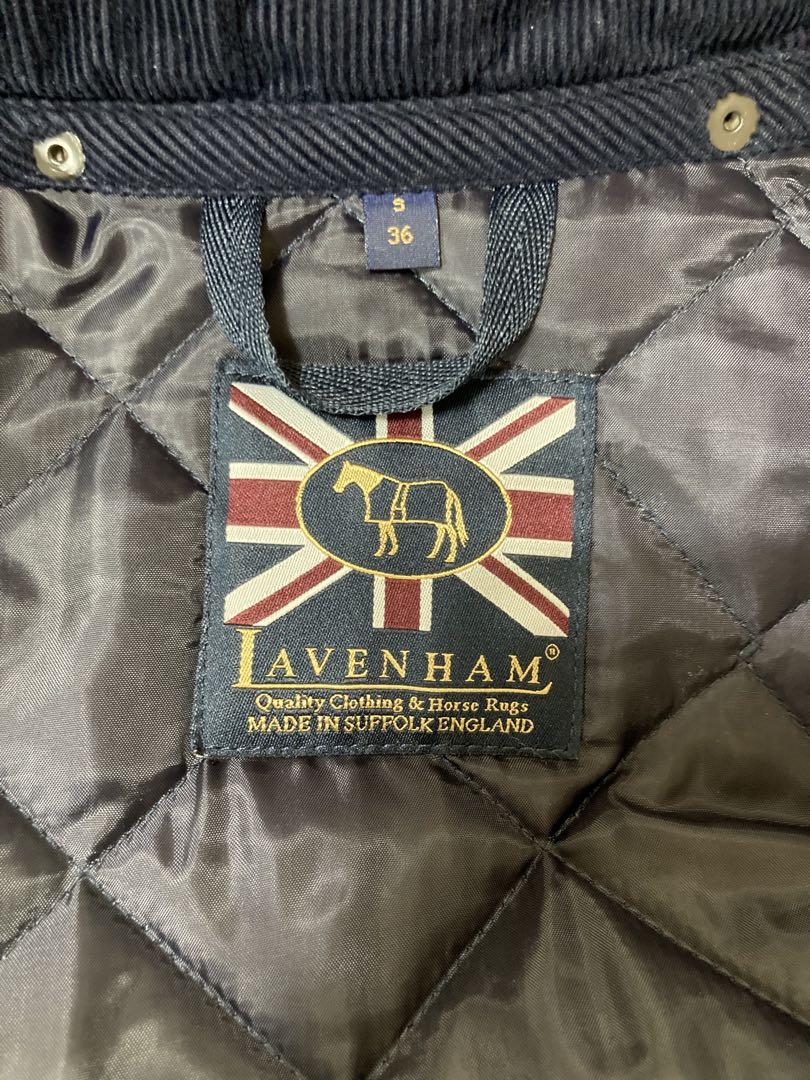 S
36
LAVENHAM®
Quality Clothing & Horse Rugs
MADE IN SUFFOLK ENGLAND